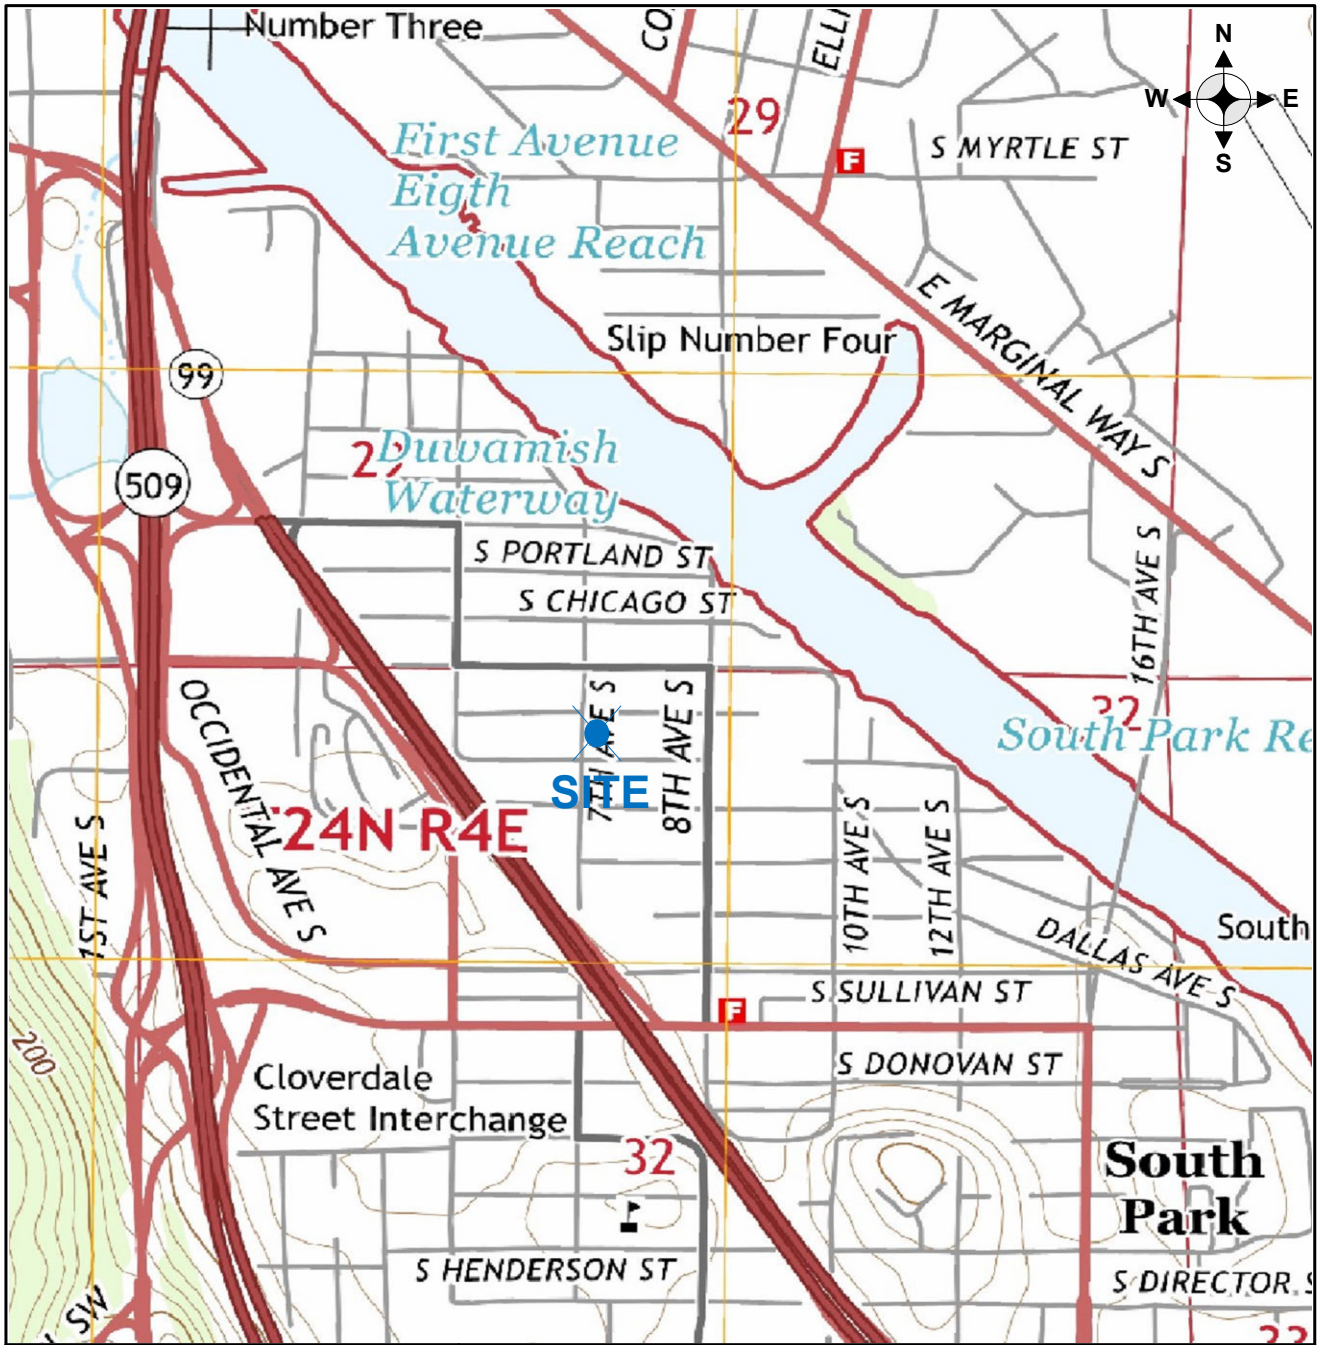 Number Three
ELLI
CO
N
W
E
S
29
First Avenue
S MYRTLE ST
F
Eigth
Avenue Reach
E MARGINAL WAY S
Slip Number Four
99
Duwamish
509
Waterway
S PORTLAND ST
S CHICAGO ST
16TH AVE S
OCCIDENTAL AVE S
7TH AVE S
8TH AVE S
32
South Park Re
SITE
24N R4E
1ST AVE S
10TH AVE S
12TH AVE S
South
DALLAS AVE S
S SULLIVAN ST
F
200
S DONOVAN ST
Cloverdale
Street Interchange
32
South
Park
S HENDERSON ST
S DIRECTOR S
SW